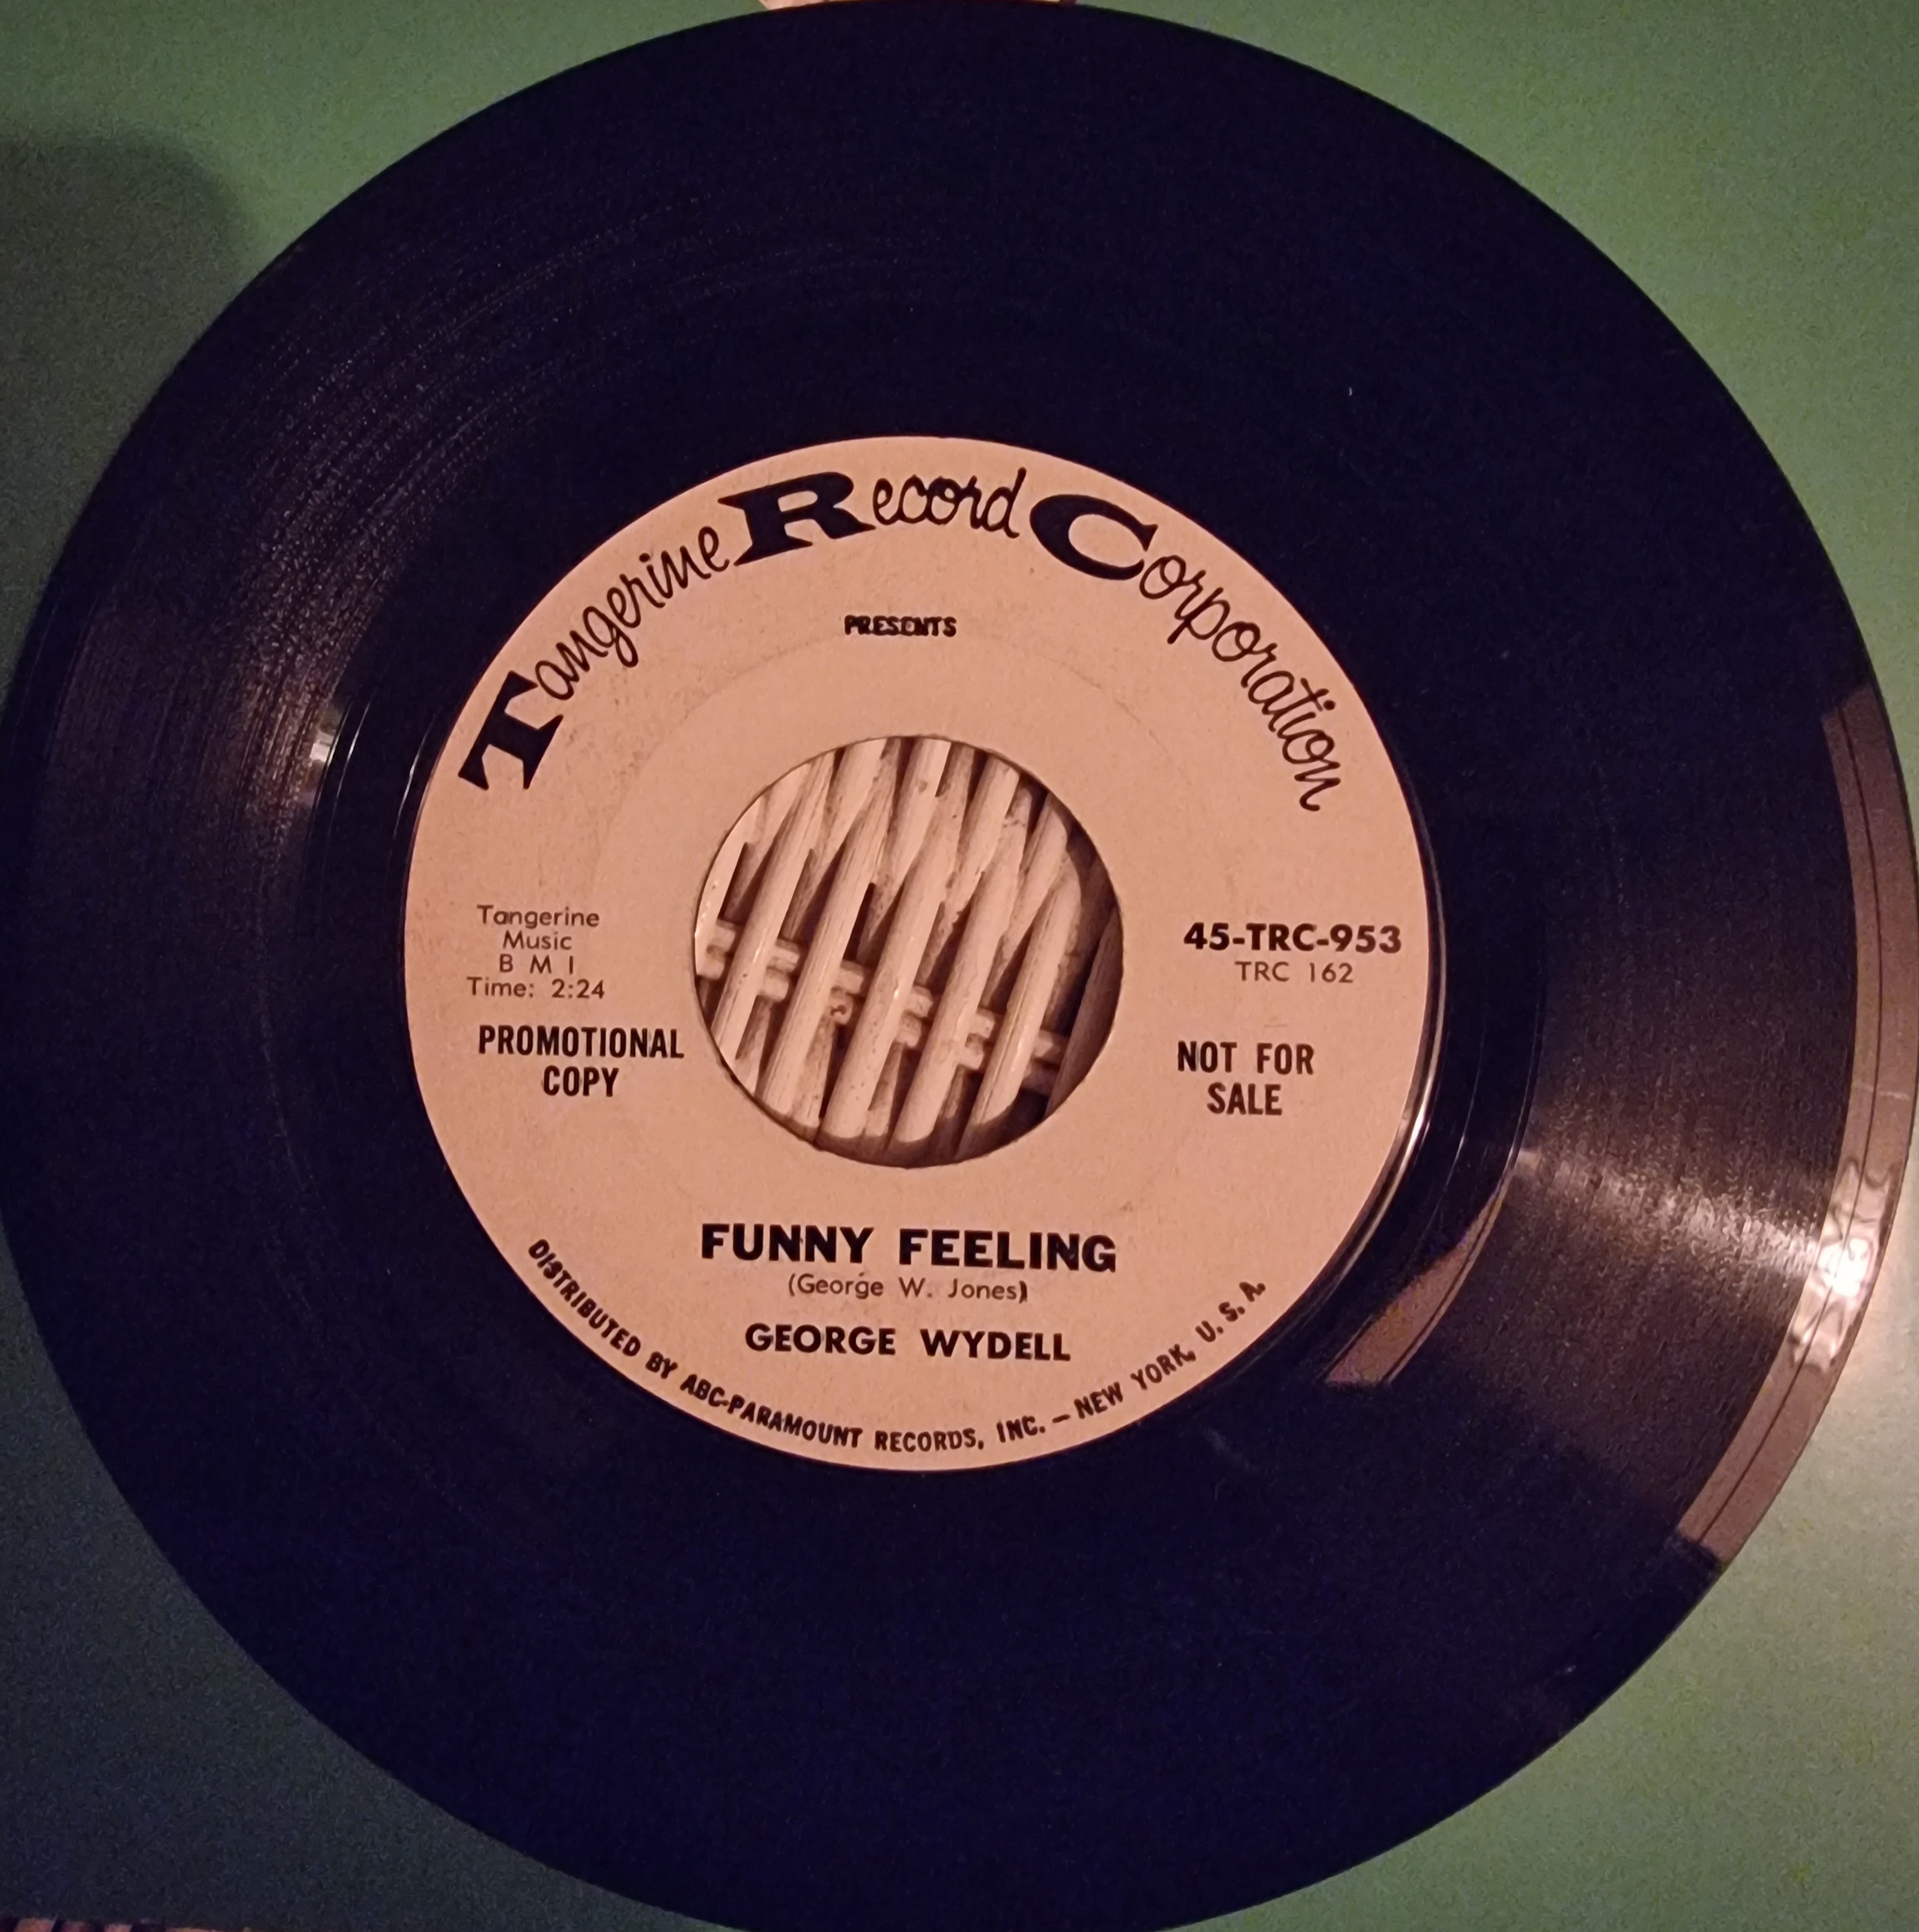 Tangerine Record Corporation
PRESENTS
Tangerine
Music
B M I
Time: 2:24
PROMOTIONAL
COPY
45-TRC-953
TRC 162
NOT FOR
SALE
FUNNY FEELING
(George W. Jones)
GEORGE WYDELL
DISTRIBUTED BY ABC-PARAMOUNT RECORDS, INC. — NEW YORK, U. S. A.